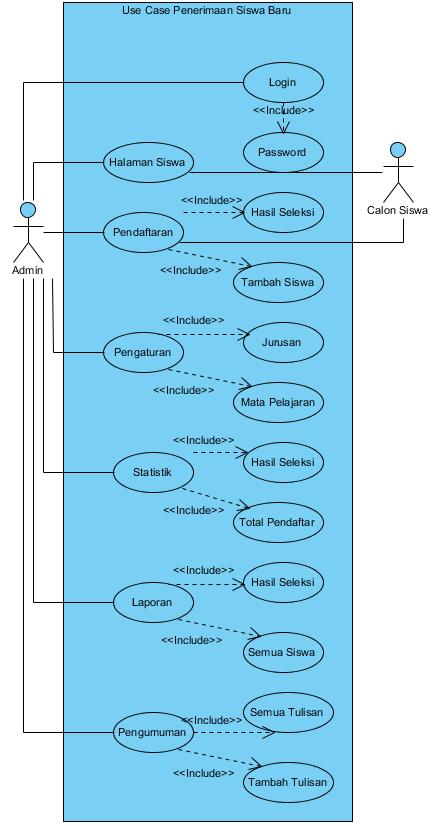 Use Case Penerimaan Siswa Baru
Login
<<Include>>
Password
Halaman Siswa
Calon Siswa
<<Include>>
Hasil Seleksi
Pendaftaran
Admin
<<Include>>
Tambah Siswa
<<Include>>
Jurusan
Pengaturan
<<Include>>
Mata Pelajaran
<<Include>>
Hasil Seleksi
Statistik
<<Include>>
Total Pendaftar
<<Include>>
Hasil Seleksi
Laporan
<<Include>>
Semua Siswa
Semua Tulisan
<<Include>>
Pengumuman
<<Include>>
Tambah Tulisan